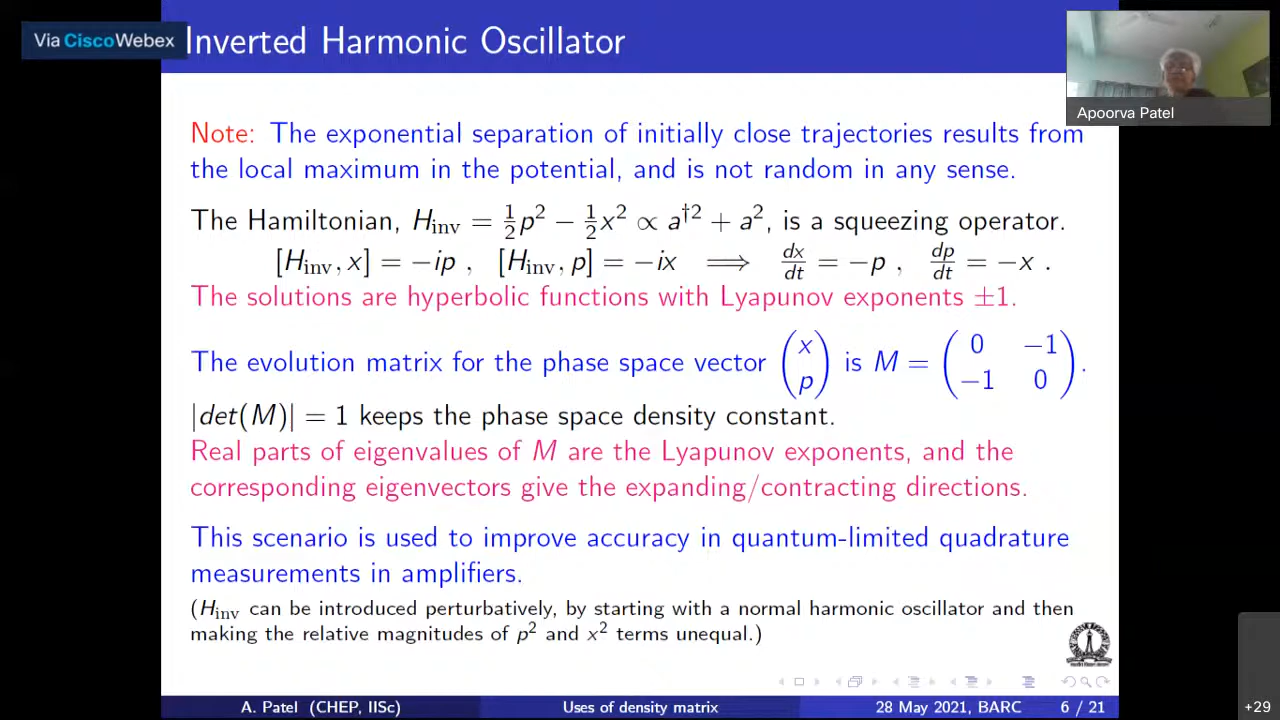 Via Cisco Webex
Inverted Harmonic Oscillator
Apoorva Patel
Note: The exponential separation of initially close trajectories results from
the local maximum in the potential, and is not random in any sense.
The Hamiltonian, H_inv = ½p² − ½x² ∝ a†² + a², is a squeezing operator.
[H_inv, x] = −ip , [H_inv, p] = −ix ⟹ dx/dt = −p , dp/dt = −x .
The solutions are hyperbolic functions with Lyapunov exponents ±1.
The evolution matrix for the phase space vector (x p) is M = (0 −1 −1 0).
|det(M)| = 1 keeps the phase space density constant.
Real parts of eigenvalues of M are the Lyapunov exponents, and the
corresponding eigenvectors give the expanding/contracting directions.
This scenario is used to improve accuracy in quantum-limited quadrature
measurements in amplifiers.
(H_inv can be introduced perturbatively, by starting with a normal harmonic oscillator and then
making the relative magnitudes of p² and x² terms unequal.)
A. Patel (CHEP, IISc) Uses of density matrix 28 May 2021, BARC 6 / 21
+29